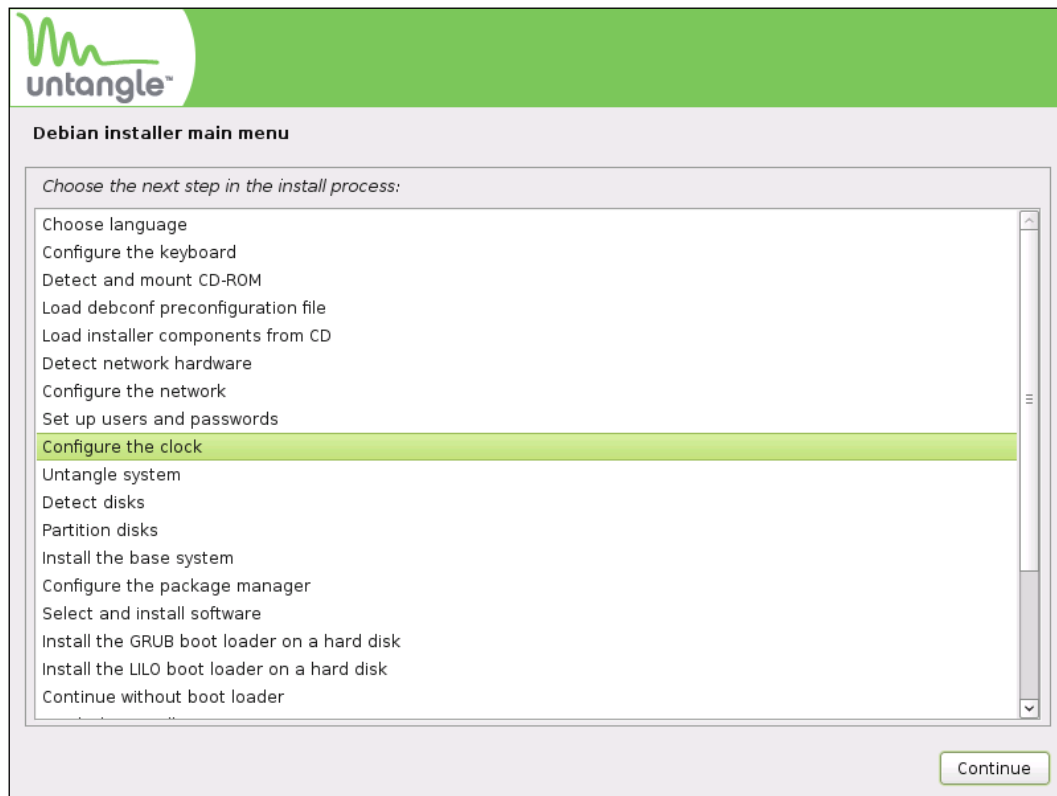 untangle™
Debian installer main menu
Choose the next step in the install process:
Choose language
Configure the keyboard
Detect and mount CD-ROM
Load debconf preconfiguration file
Load installer components from CD
Detect network hardware
Configure the network
Set up users and passwords
Configure the clock
Untangle system
Detect disks
Partition disks
Install the base system
Configure the package manager
Select and install software
Install the GRUB boot loader on a hard disk
Install the LILO boot loader on a hard disk
Continue without boot loader
Continue